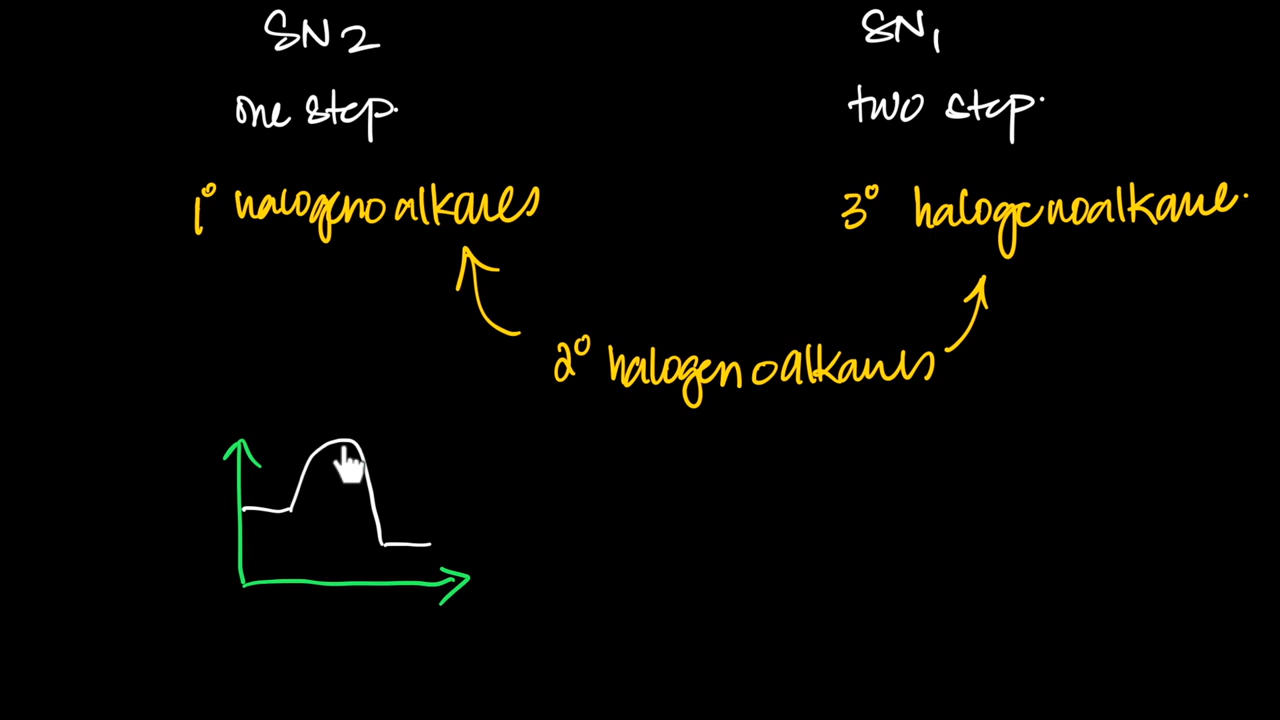 SN2
one step.
1° halogenoalkanes
SN1
two step.
3° halogenoalkane.
2° halogenoalkanes